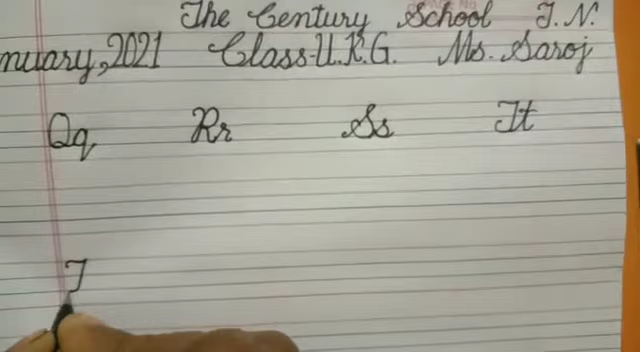 The Century School T.N.
nuary,2021 Class-U.K.G. Ms. Saroj
Qq Rr Ss Tt